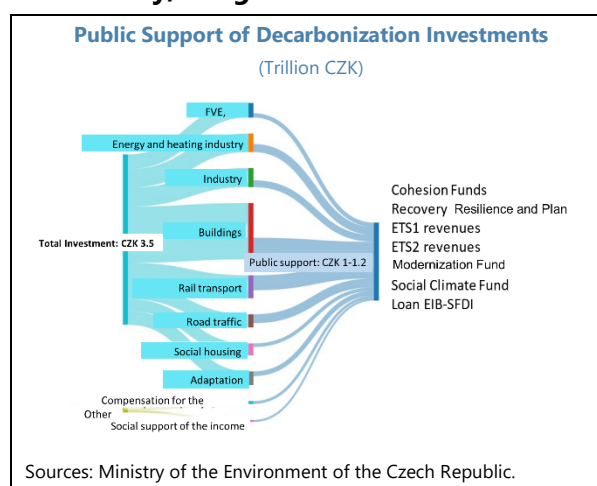 Public Support of Decarbonization Investments
(Trillion CZK)
FVE,
Energy and heating industry
Industry
Buildings
Total Investment: CZK 3.5
Public support: CZK 1-1.2
Rail transport
Road traffic
Social housing
Adaptation
Compensation for the
Other
Social support of the income
Cohesion Funds
Recovery Resilience and Plan
ETS1 revenues
ETS2 revenues
Modernization Fund
Social Climate Fund
Loan EIB-SFDI
Sources: Ministry of the Environment of the Czech Republic.